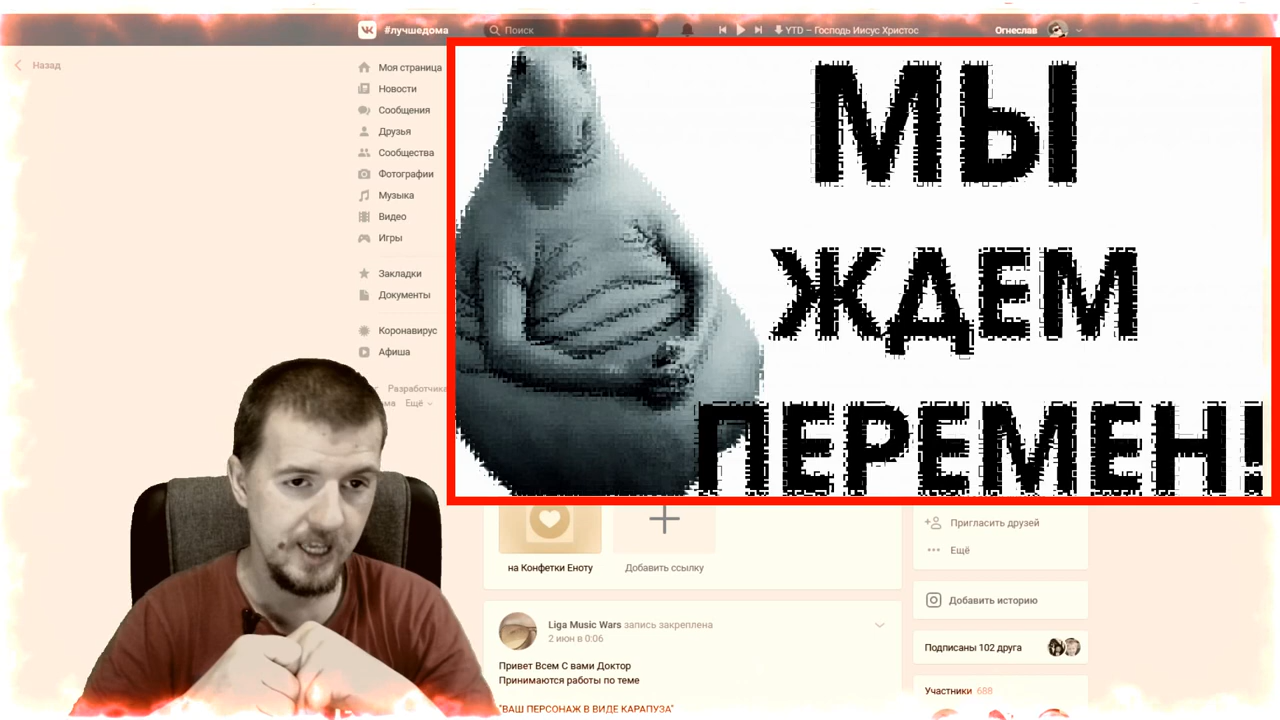 #лучшедома
Поиск
YTD – Господь Иисус Христос
Огнеслав
Назад
Моя страница
Новости
Сообщения
Друзья
Сообщества
Фотографии
Музыка
Видео
Игры
Закладки
Документы
Коронавирус
Афиша
Разработчика
Ещё
МЫ
ЖДЕМ
ПЕРЕМЕН!
на Конфетки Еноту
Добавить ссылку
Liga Music Wars запись закреплена
2 июн в 0:06
Привет Всем С вами Доктор
Принимаются работы по теме
"ВАШ ПЕРСОНАЖ В ВИДЕ КАРАПУЗА"
Пригласить друзей
Ещё
Добавить историю
Подписаны 102 друга
Участники 688